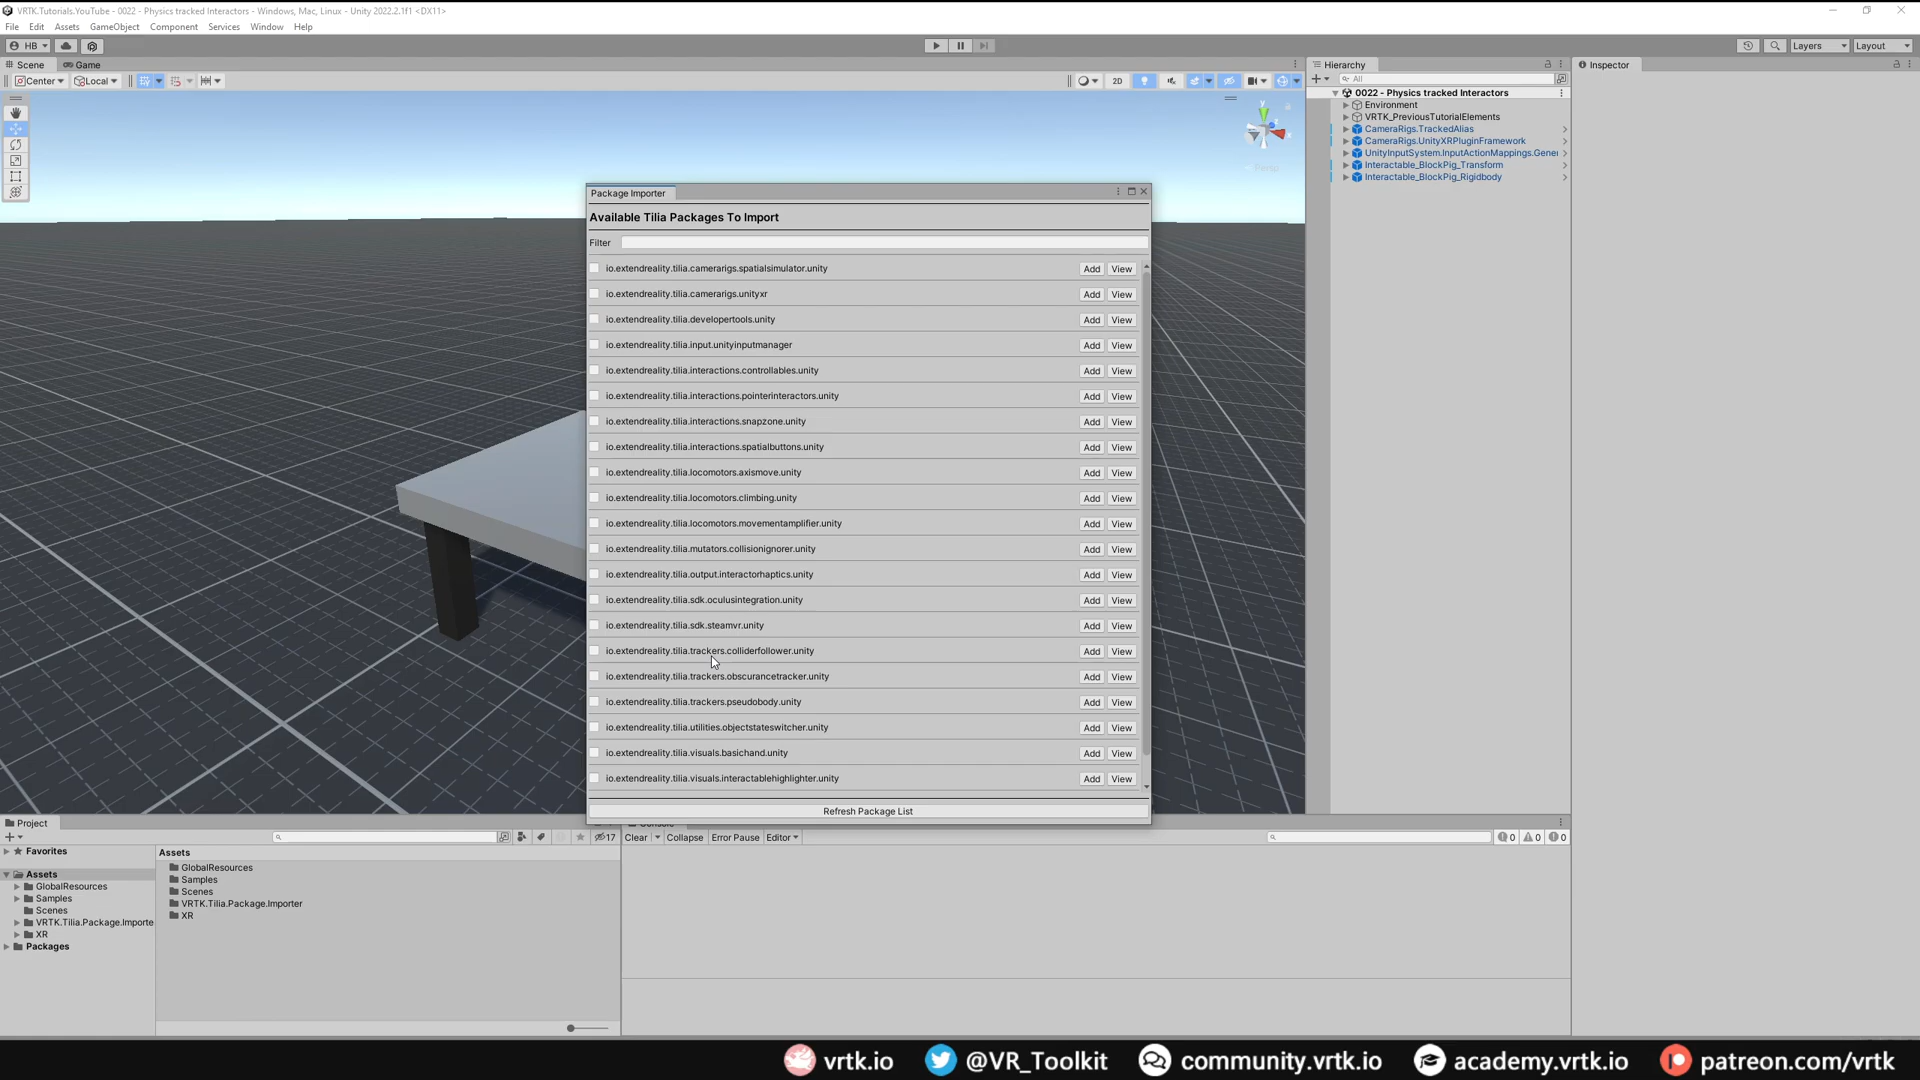 VRTK.Tutorials.YouTube - 0022 - Physics tracked Interactors - Windows, Mac, Linux - Unity 2022.2.1f1 <DX11>
File Edit Assets GameObject Component Services Window Help
HB Layers Layout
Scene Game
Center Local 2D
Persp
Package Importer
Available Tilia Packages To Import
Filter
io.extendreality.tilia.camerarigs.spatialsimulator.unity Add View
io.extendreality.tilia.camerarigs.unityxr Add View
io.extendreality.tilia.developertools.unity Add View
io.extendreality.tilia.input.unityinputmanager Add View
io.extendreality.tilia.interactions.controllables.unity Add View
io.extendreality.tilia.interactions.pointerinteractors.unity Add View
io.extendreality.tilia.interactions.snapzone.unity Add View
io.extendreality.tilia.interactions.spatialbuttons.unity Add View
io.extendreality.tilia.locomotors.axismove.unity Add View
io.extendreality.tilia.locomotors.climbing.unity Add View
io.extendreality.tilia.locomotors.movementamplifier.unity Add View
io.extendreality.tilia.mutators.collisionignorer.unity Add View
io.extendreality.tilia.output.interactorhaptics.unity Add View
io.extendreality.tilia.sdk.oculusintegration.unity Add View
io.extendreality.tilia.sdk.steamvr.unity Add View
io.extendreality.tilia.trackers.colliderfollower.unity Add View
io.extendreality.tilia.trackers.obscurancetracker.unity Add View
io.extendreality.tilia.trackers.pseudobody.unity Add View
io.extendreality.tilia.utilities.objectstateswitcher.unity Add View
io.extendreality.tilia.visuals.basichand.unity Add View
io.extendreality.tilia.visuals.interactablehighlighter.unity Add View
Refresh Package List
Hierarchy
All
0022 - Physics tracked Interactors
Environment
VRTK_PreviousTutorialElements
CameraRigs.TrackedAlias
CameraRigs.UnityXRPluginFramework
UnityInputSystem.InputActionMappings.Gener
Interactable_BlockPig_Transform
Interactable_BlockPig_Rigidbody
Inspector
Project
17
Favorites
Assets
GlobalResources
Samples
Scenes
VRTK.Tilia.Package.Importe
XR
Packages
Assets
GlobalResources
Samples
Scenes
VRTK.Tilia.Package.Importer
XR
Console
Clear Collapse Error Pause Editor 0 0 0
vrtk.io @VR_Toolkit community.vrtk.io academy.vrtk.io patreon.com/vrtk